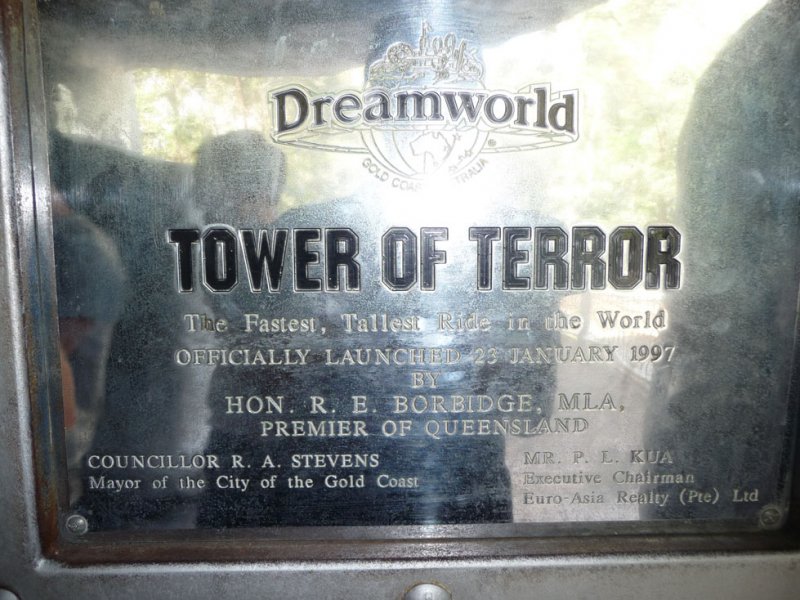 Dreamworld
®
GOLD COAST AUSTRALIA
TOWER OF TERROR
The Fastest, Tallest Ride in the World
OFFICIALLY LAUNCHED 23 JANUARY 1997
BY
HON. R. E. BORBIDGE, MLA,
PREMIER OF QUEENSLAND
COUNCILLOR R. A. STEVENS
Mayor of the City of the Gold Coast
MR. P. L. KUA
Executive Chairman
Euro-Asia Realty (Pte) Ltd